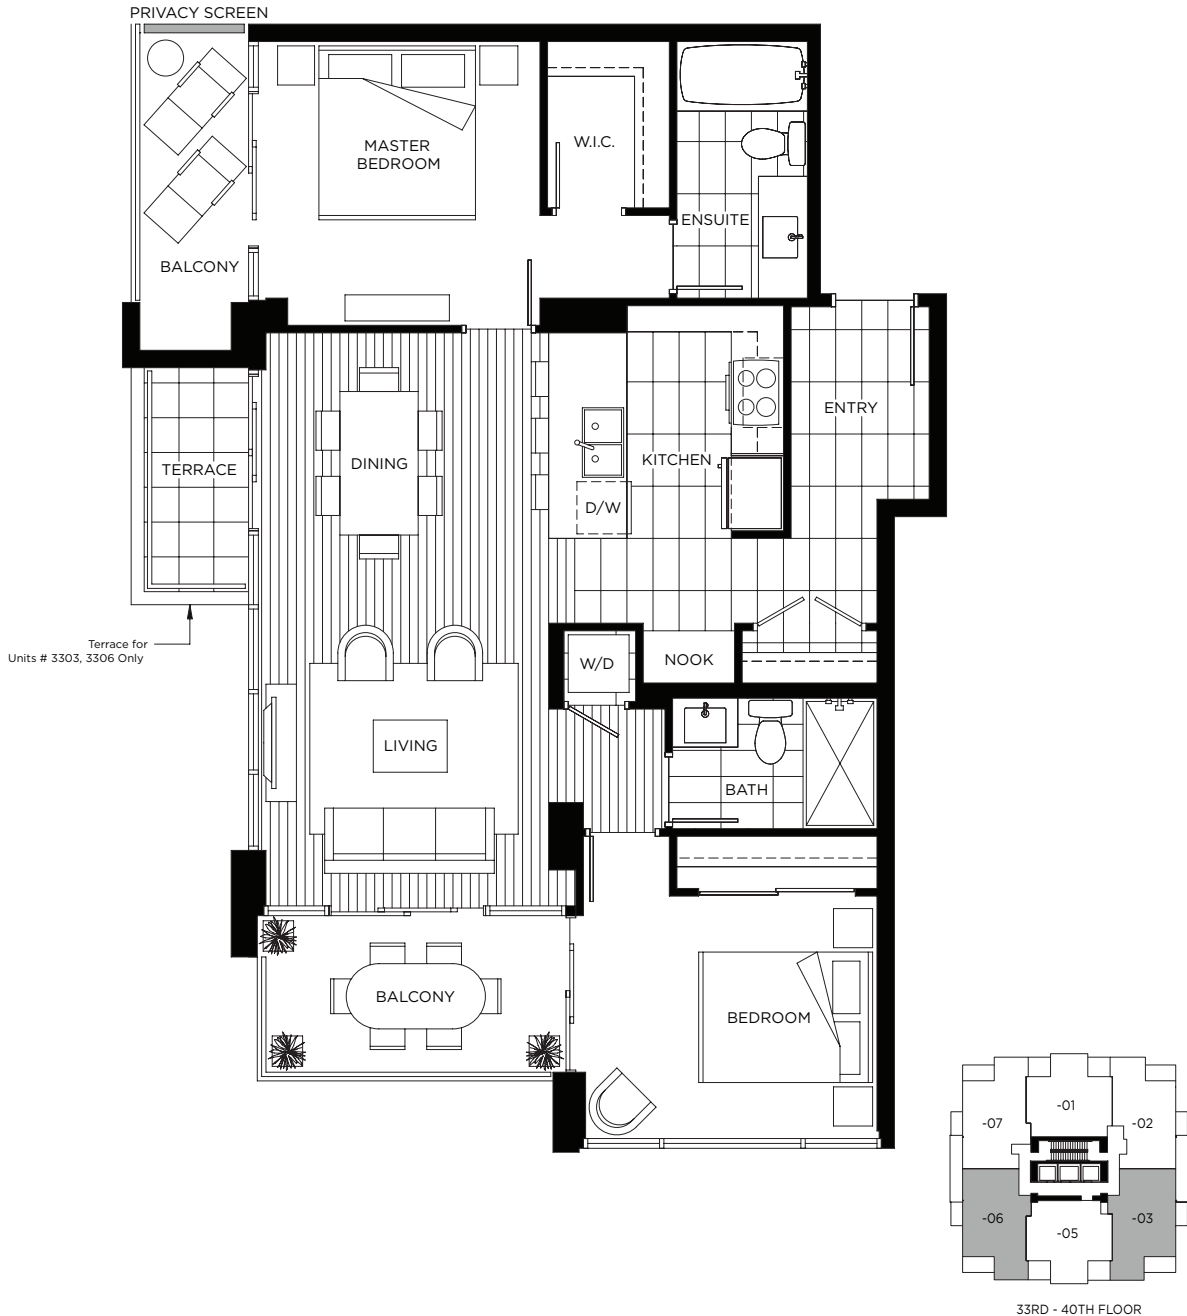 PRIVACY SCREEN
MASTER
BEDROOM
W.I.C.
ENSUITE
BALCONY
ENTRY
DINING
KITCHEN
TERRACE
D/W
Terrace for
Units # 3303, 3306 Only
W/D
NOOK
LIVING
BATH
BALCONY
BEDROOM
-01
-07
-02
-06
-03
-05
33RD - 40TH FLOOR